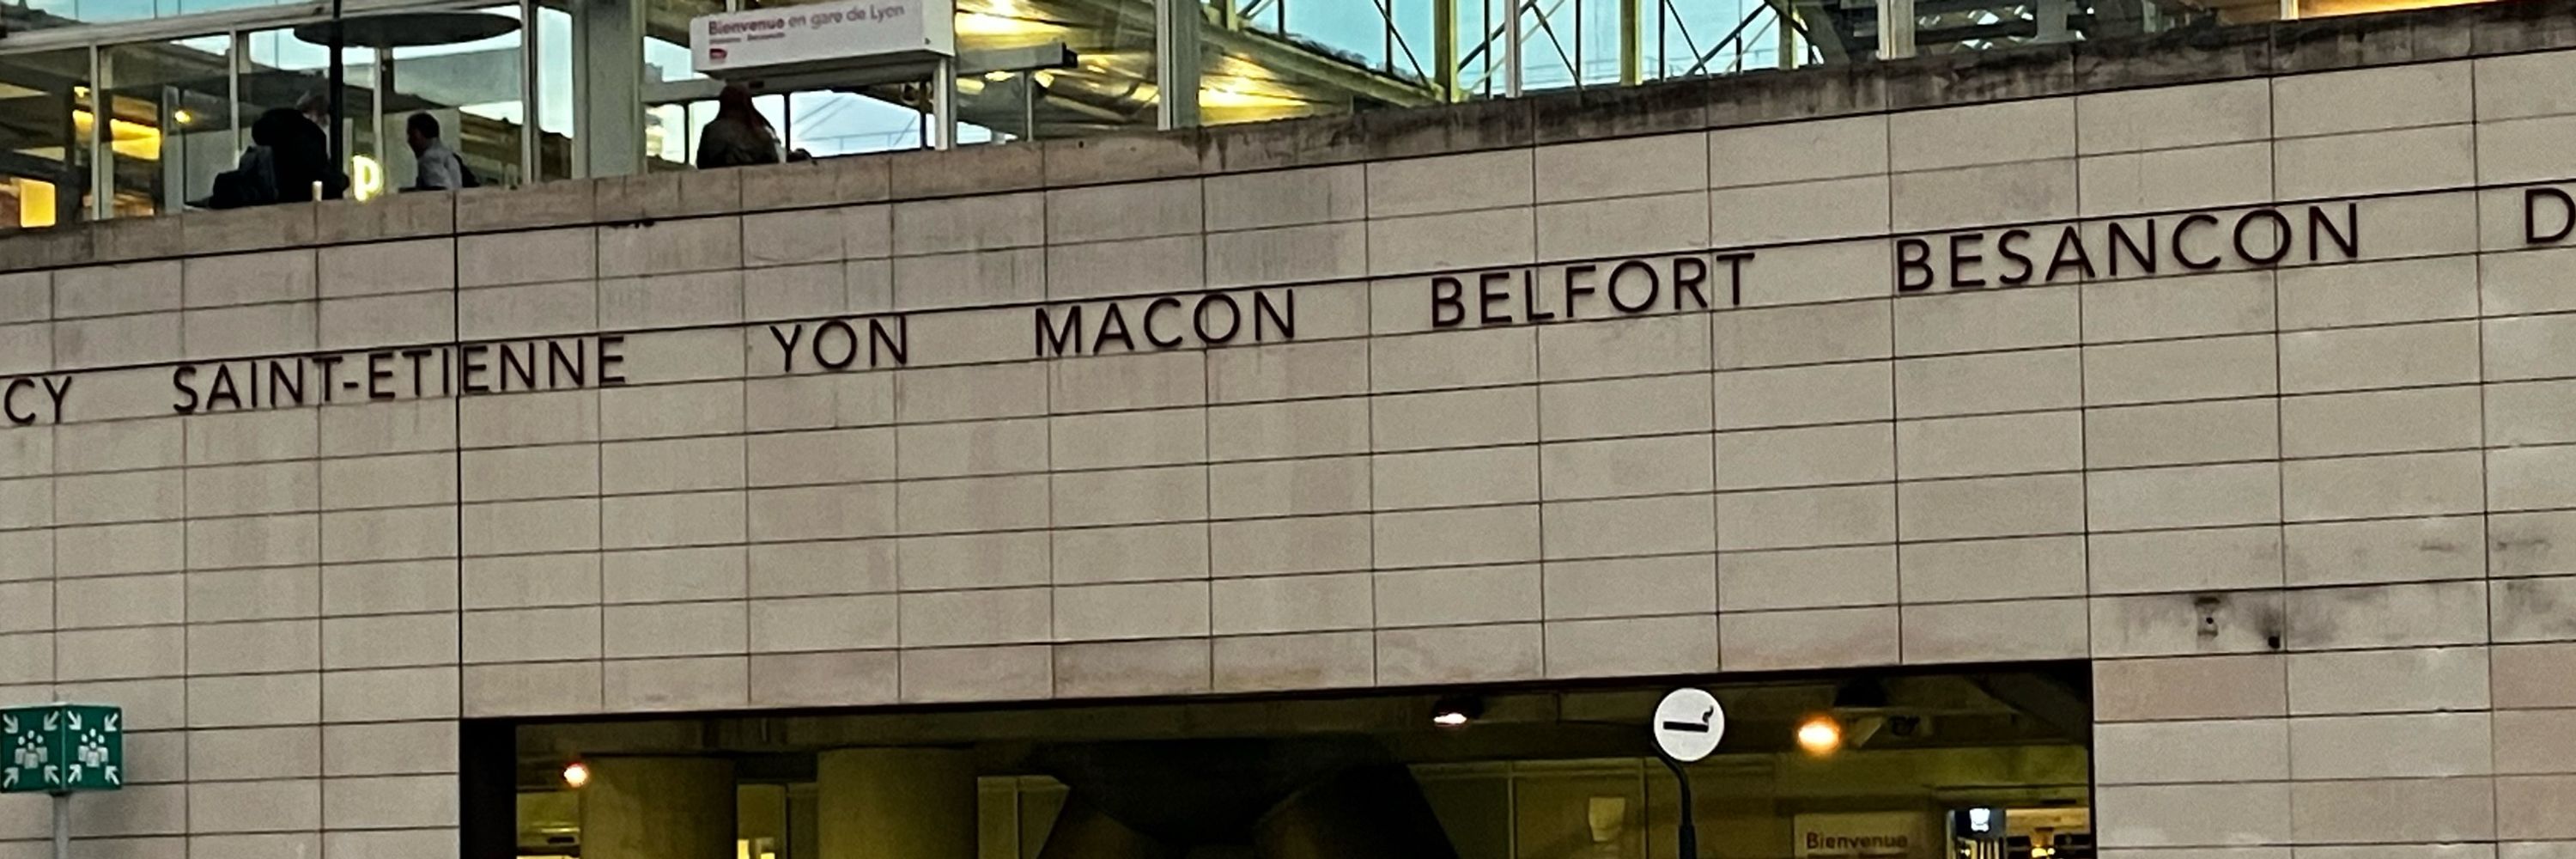 Bienvenue en gare de Lyon
P
CY SAINT-ETIENNE YON MACON BELFORT BESANCON D
Bienvenue